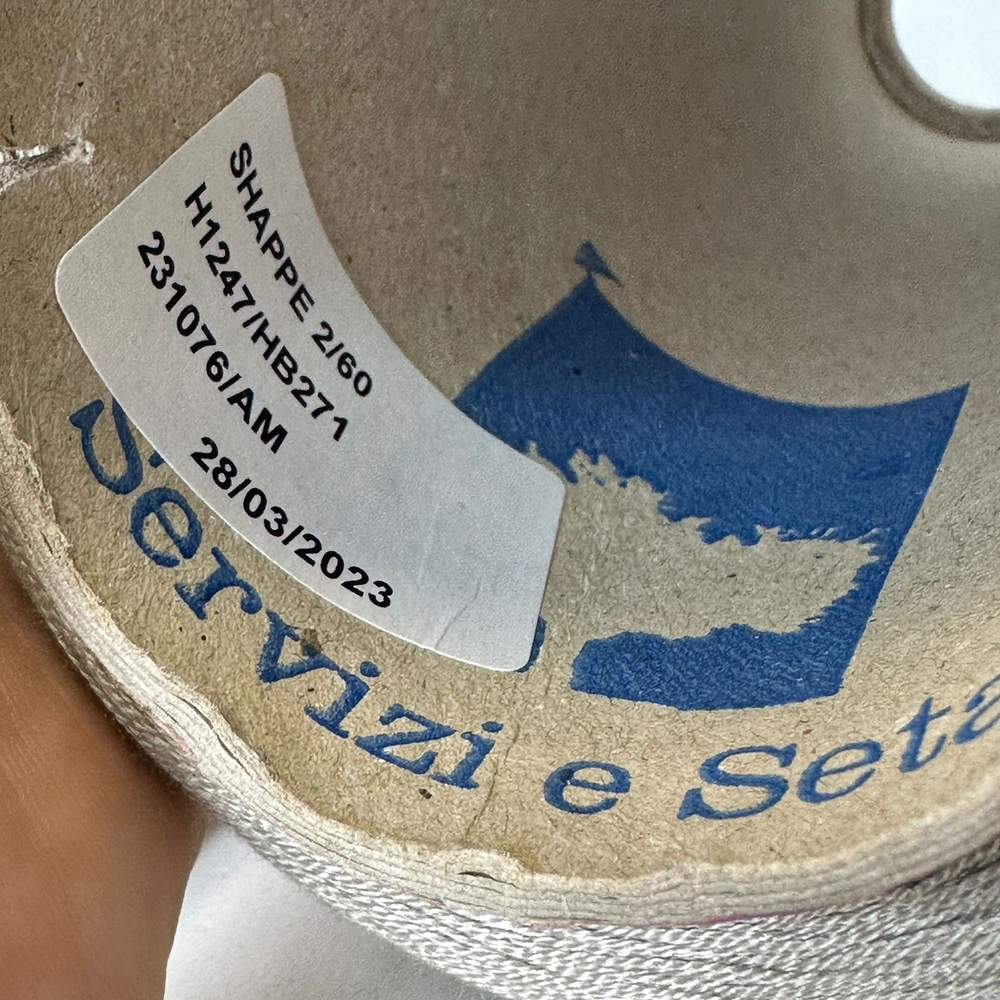 SHAPPE 2/60
H1247/HB271
231076/AM
28/03/2023
Servizi e Seta